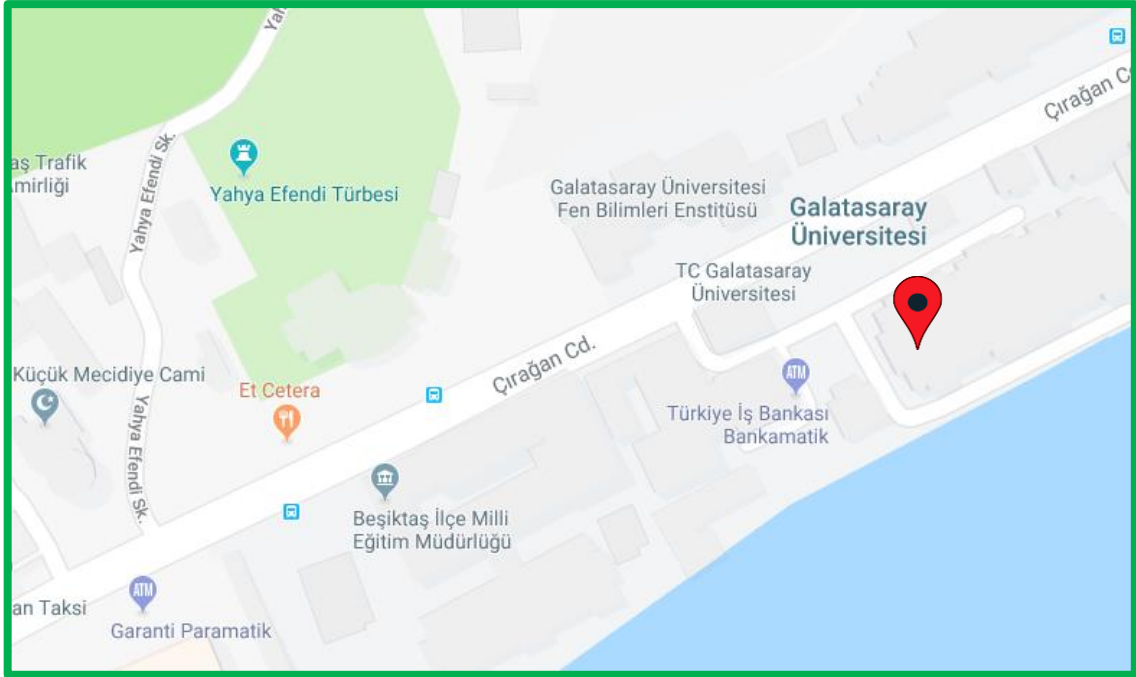 Yah
Çırağan C
aş Trafik
mirliği
Yahya Efendi Sk.
Yahya Efendi Türbesi
Galatasaray Üniversitesi
Fen Bilimleri Enstitüsü
Galatasaray
Üniversitesi
TC Galatasaray
Üniversitesi
Çırağan Cd.
Küçük Mecidiye Cami
Et Cetera
ATM
Türkiye İş Bankası
Bankamatik
Yahya Efendi Sk.
Beşiktaş İlçe Milli
Eğitim Müdürlüğü
ATM
an Taksi
Garanti Paramatik